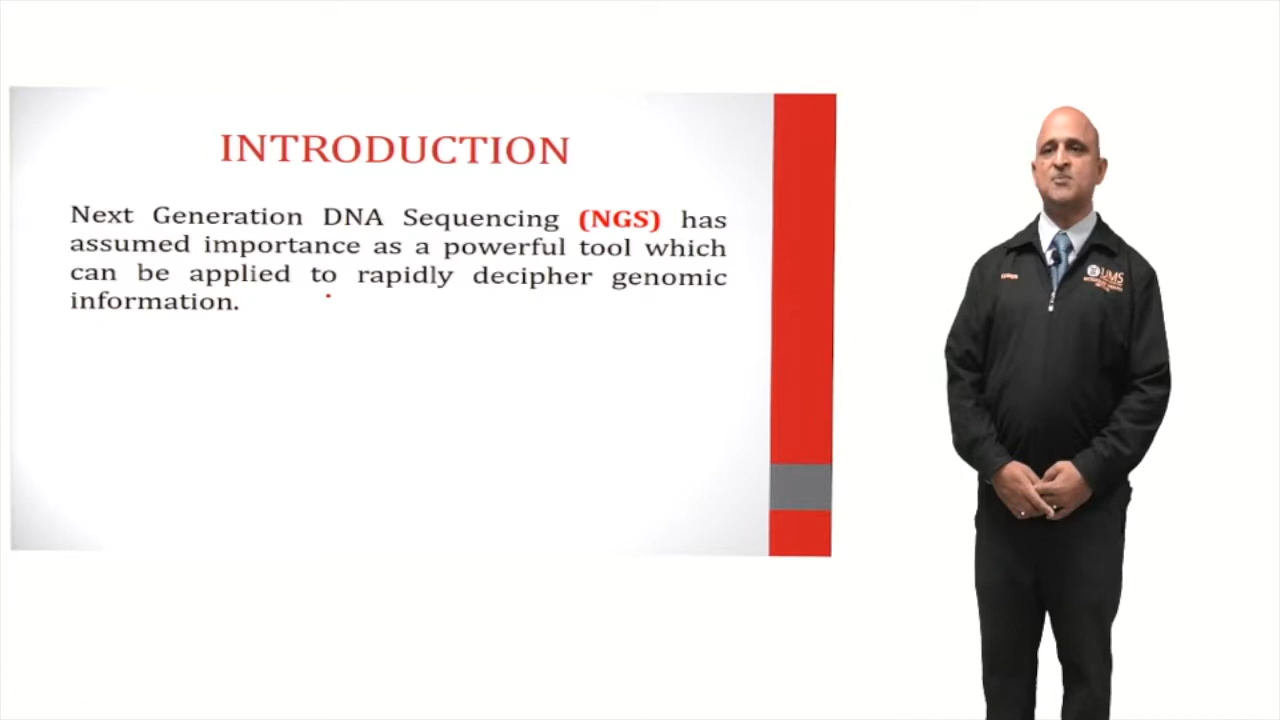 INTRODUCTION
Next Generation DNA Sequencing (NGS) has
assumed importance as a powerful tool which
can be applied to rapidly decipher genomic
information.
UMS